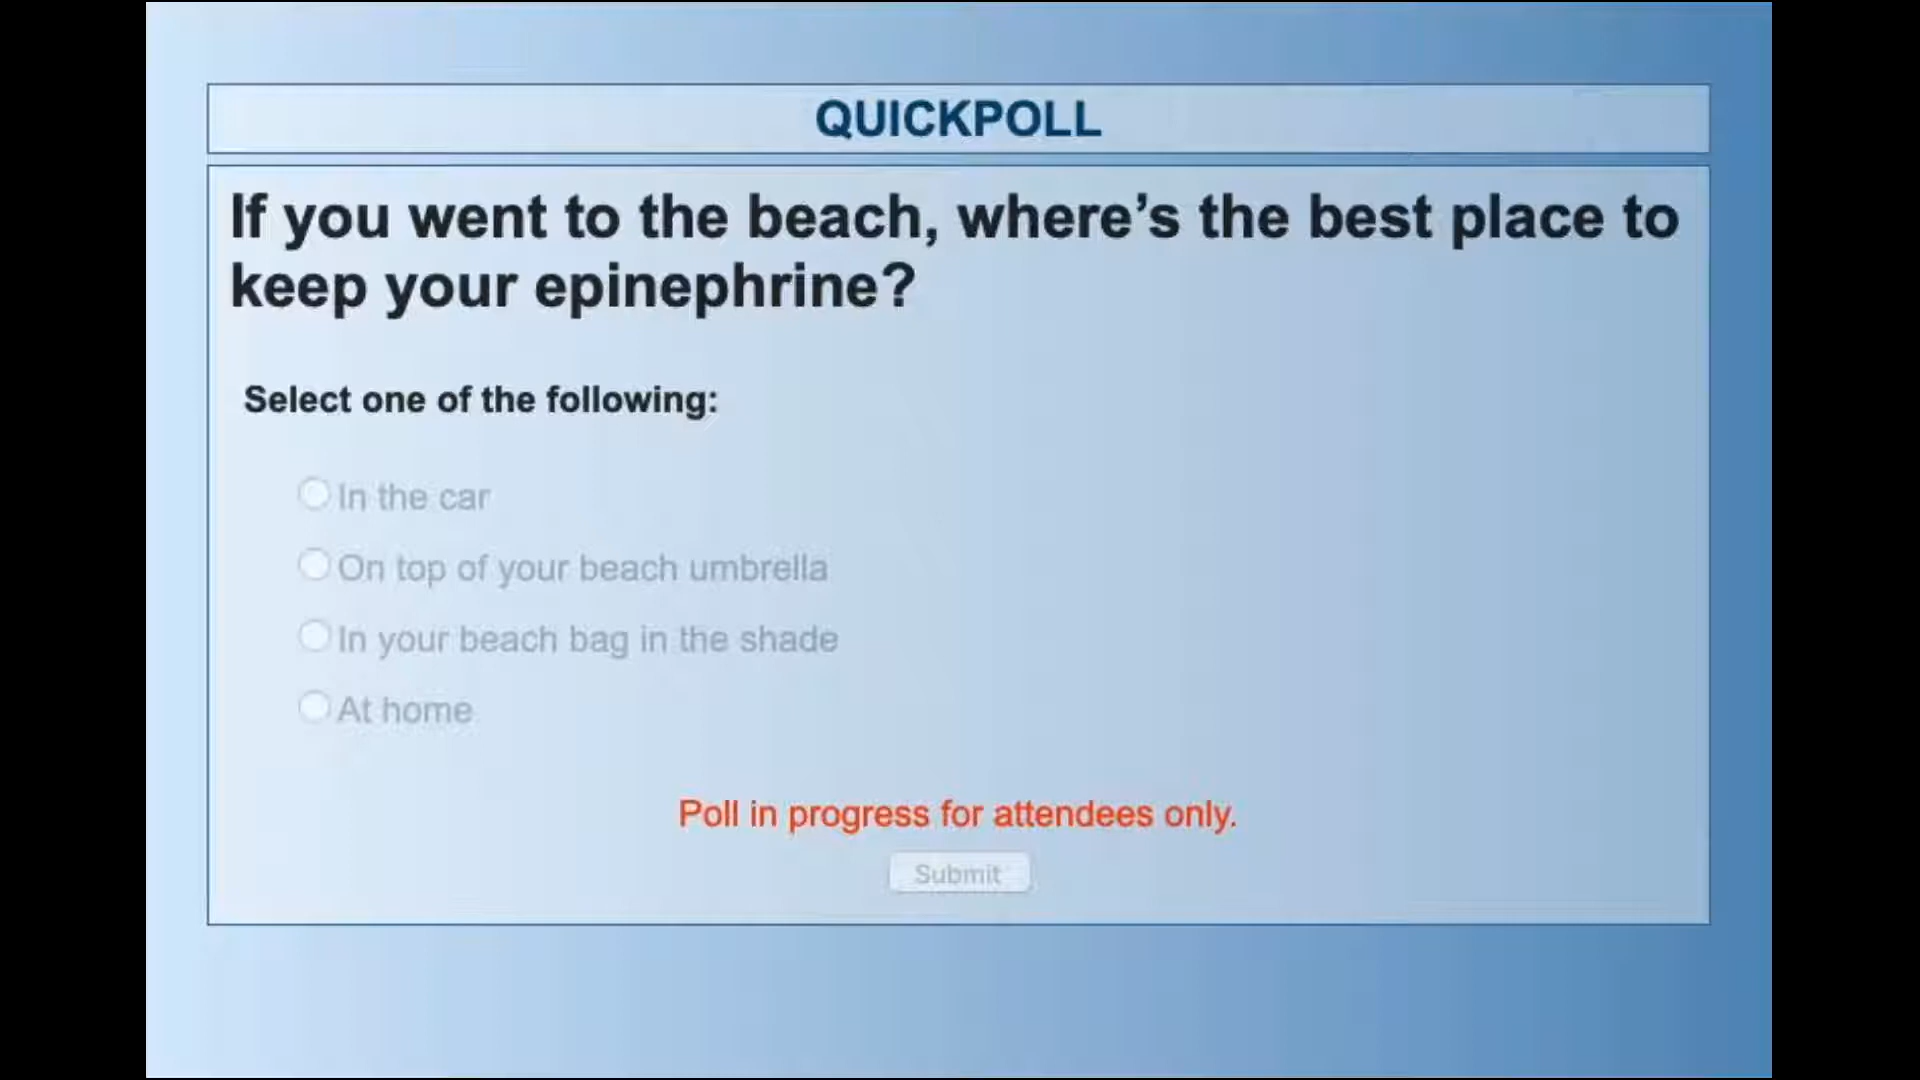 QUICKPOLL
If you went to the beach, where’s the best place to
keep your epinephrine?
Select one of the following:
In the car
On top of your beach umbrella
In your beach bag in the shade
At home
Poll in progress for attendees only.
Submit